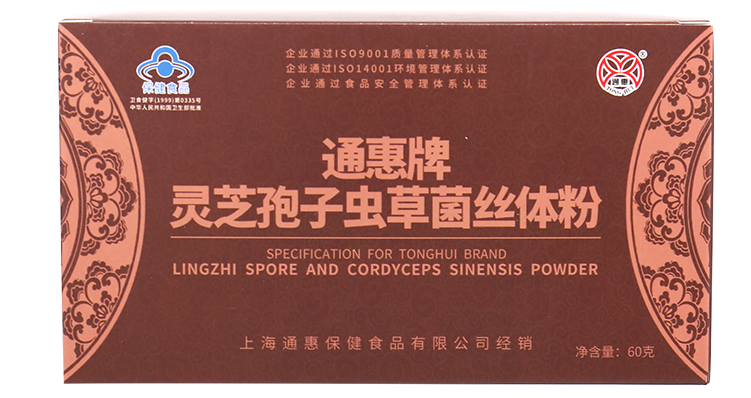 保健食品
卫食健字(1999)第0335号
中华人民共和国卫生部批准
企业通过ISO9001质量管理体系认证
企业通过ISO14001环境管理体系认证
企业通过食品安全管理体系认证
通惠
TONG HUI
通惠牌
灵芝孢子虫草菌丝体粉
SPECIFICATION FOR TONGHUI BRAND
LINGZHI SPORE AND CORDYCEPS SINENSIS POWDER
上海通惠保健食品有限公司经销
净含量：60克